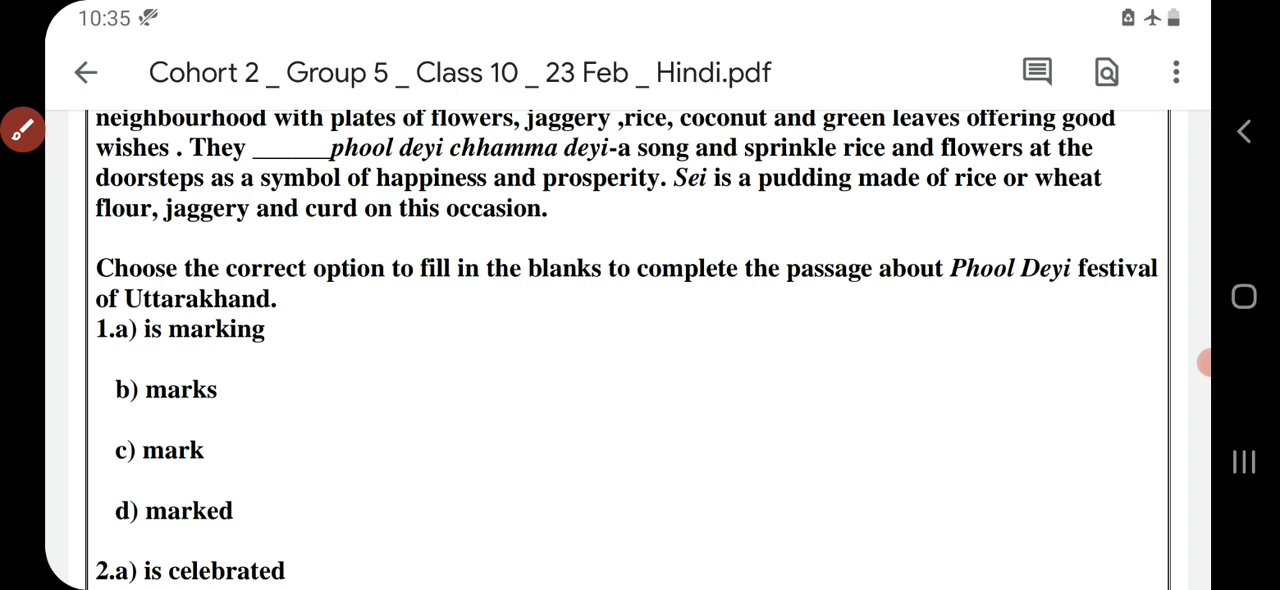 10:35
Cohort 2 _ Group 5 _ Class 10 _ 23 Feb _ Hindi.pdf
neighbourhood with plates of flowers, jaggery ,rice, coconut and green leaves offering good
wishes . They ______phool deyi chhamma deyi-a song and sprinkle rice and flowers at the
doorsteps as a symbol of happiness and prosperity. Sei is a pudding made of rice or wheat
flour, jaggery and curd on this occasion.
Choose the correct option to fill in the blanks to complete the passage about Phool Deyi festival
of Uttarakhand.
1.a) is marking
b) marks
c) mark
d) marked
2.a) is celebrated